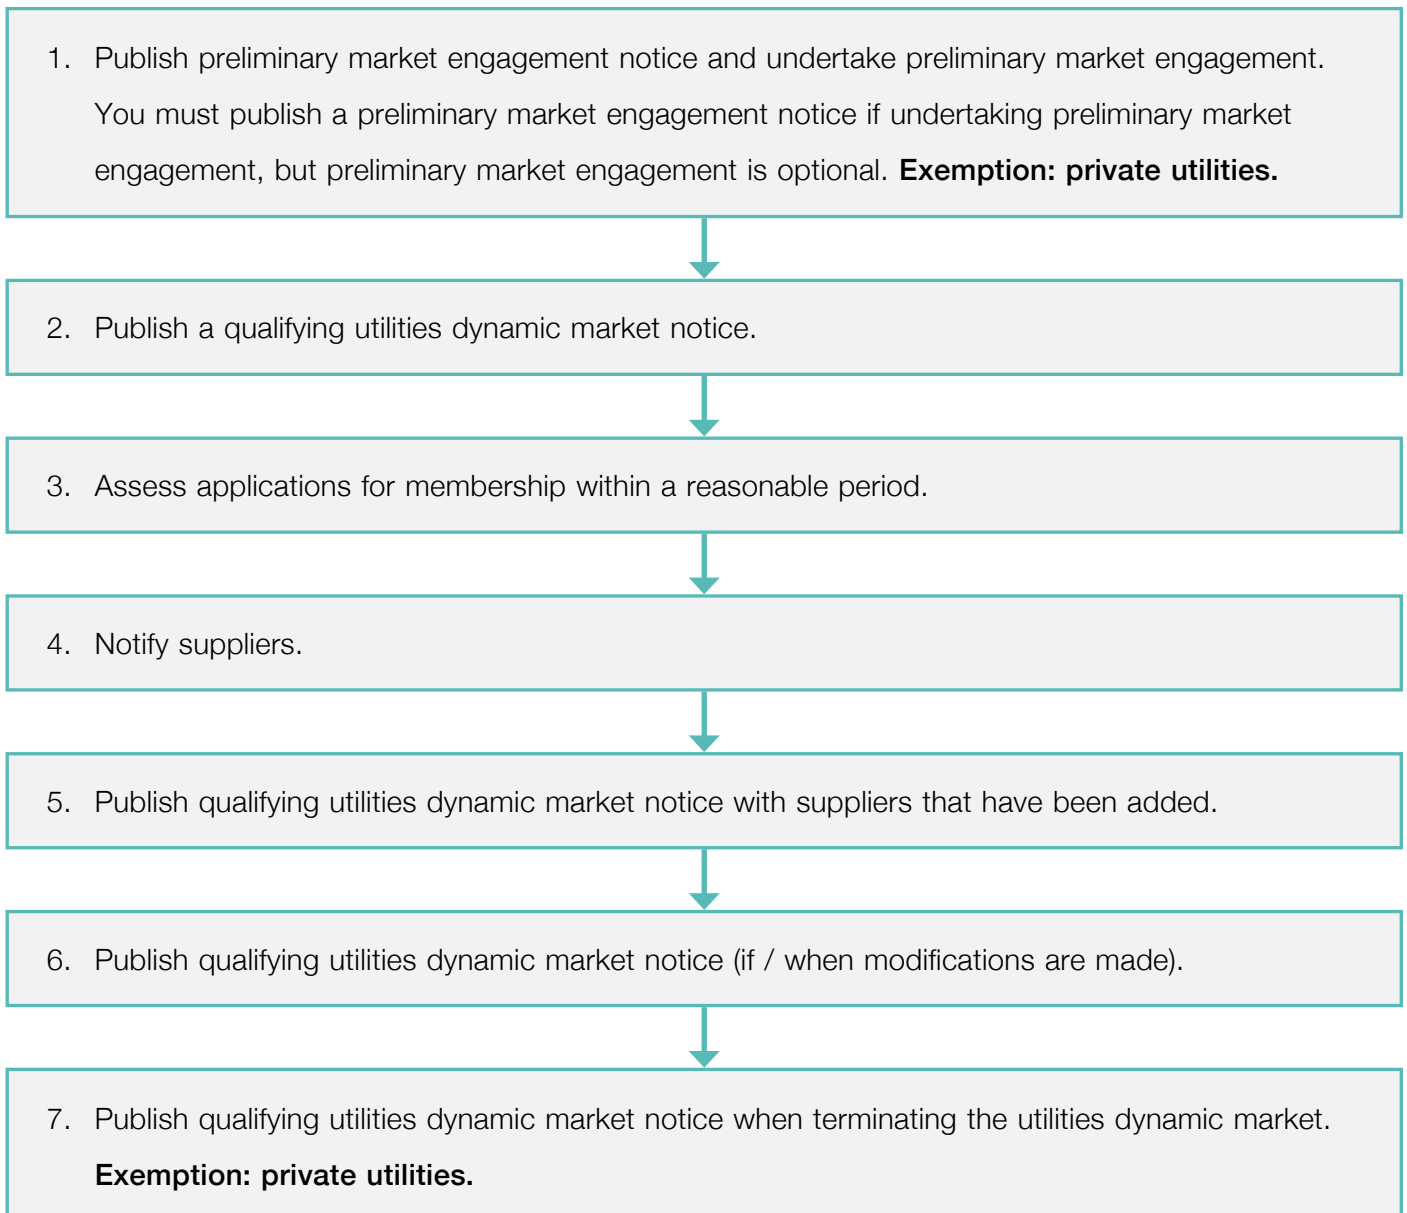 1. Publish preliminary market engagement notice and undertake preliminary market engagement.
You must publish a preliminary market engagement notice if undertaking preliminary market
engagement, but preliminary market engagement is optional. Exemption: private utilities.
2. Publish a qualifying utilities dynamic market notice.
3. Assess applications for membership within a reasonable period.
4. Notify suppliers.
5. Publish qualifying utilities dynamic market notice with suppliers that have been added.
6. Publish qualifying utilities dynamic market notice (if / when modifications are made).
7. Publish qualifying utilities dynamic market notice when terminating the utilities dynamic market.
Exemption: private utilities.